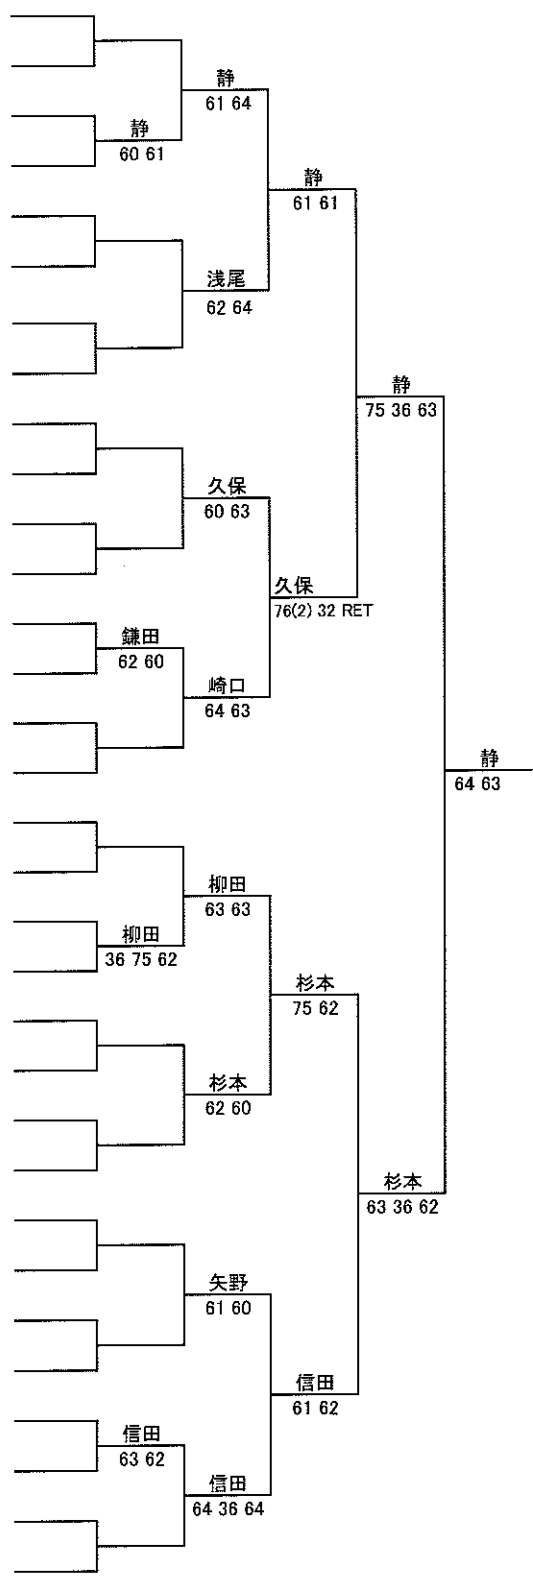 静
61 64
静
60 61
静
61 61
浅尾
62 64
静
75 36 63
久保
60 63
久保
76(2) 32 RET
鎌田
62 60
崎口
64 63
静
64 63
柳田
63 63
柳田
36 75 62
杉本
75 62
杉本
62 60
杉本
63 36 62
矢野
61 60
信田
61 62
信田
63 62
信田
64 36 64